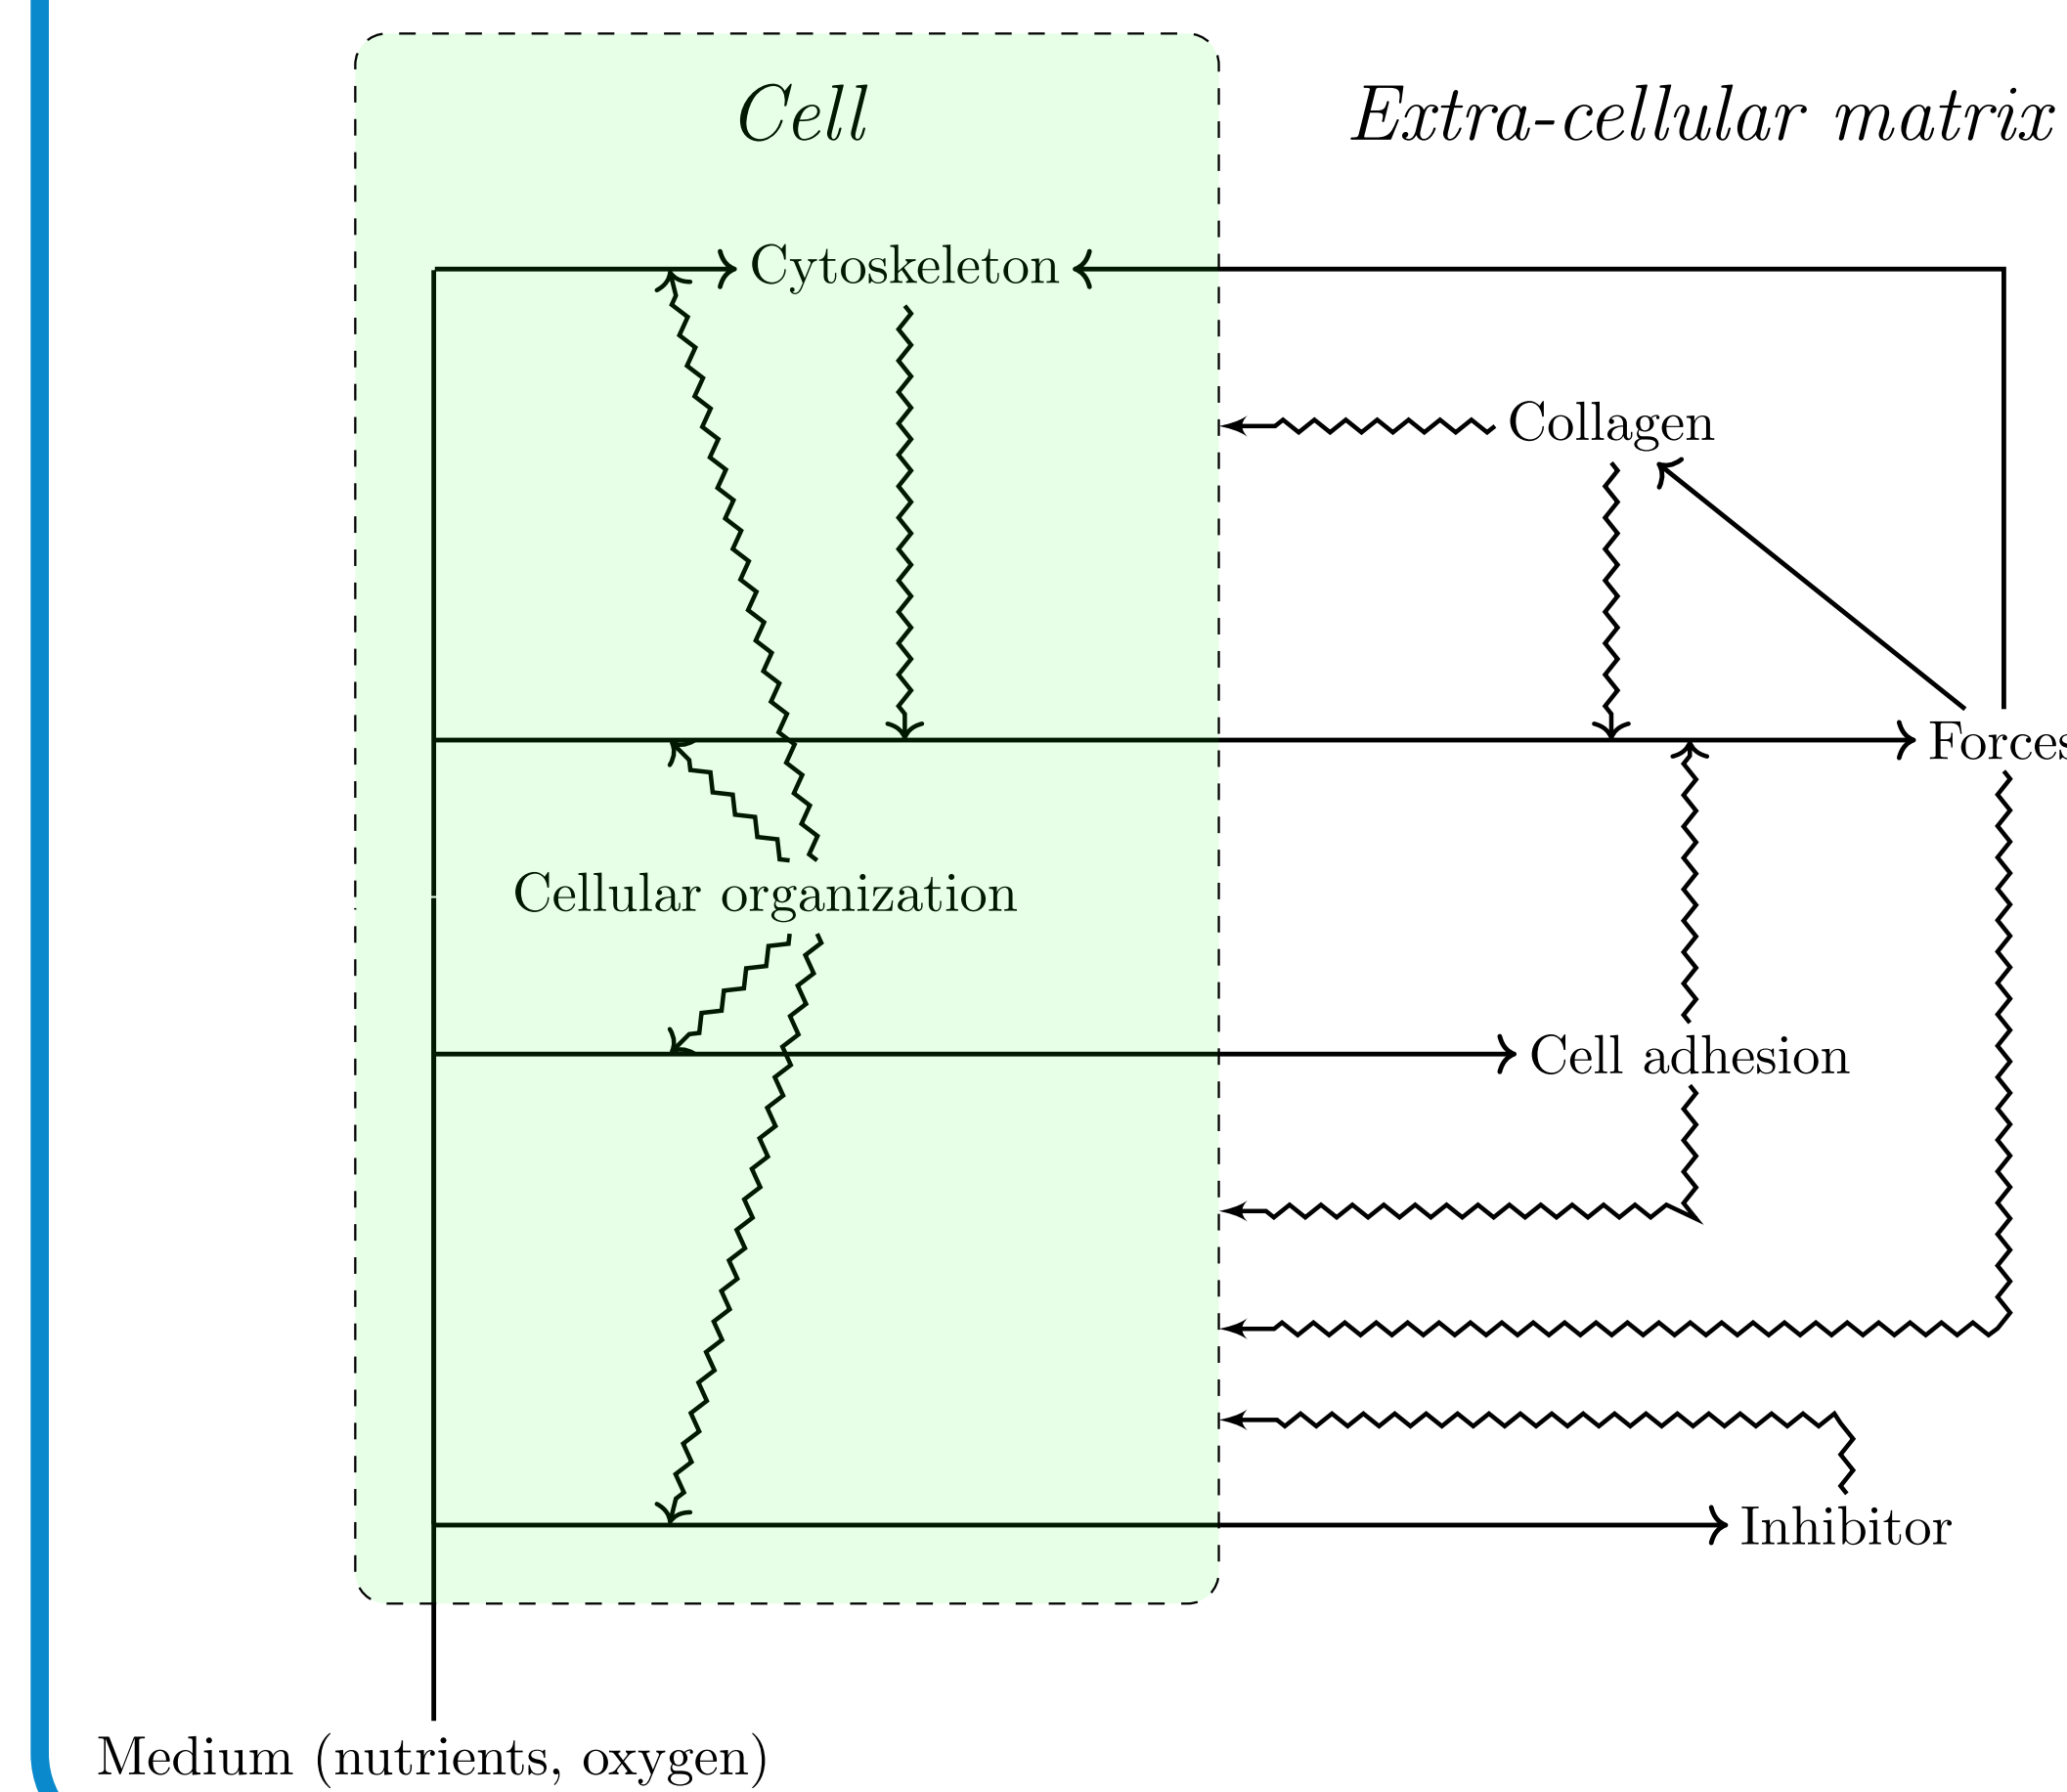 Cell
Extra-cellular matrix
Cytoskeleton
Collagen
Forces
Cellular organization
Cell adhesion
Inhibitor
Medium (nutrients, oxygen)